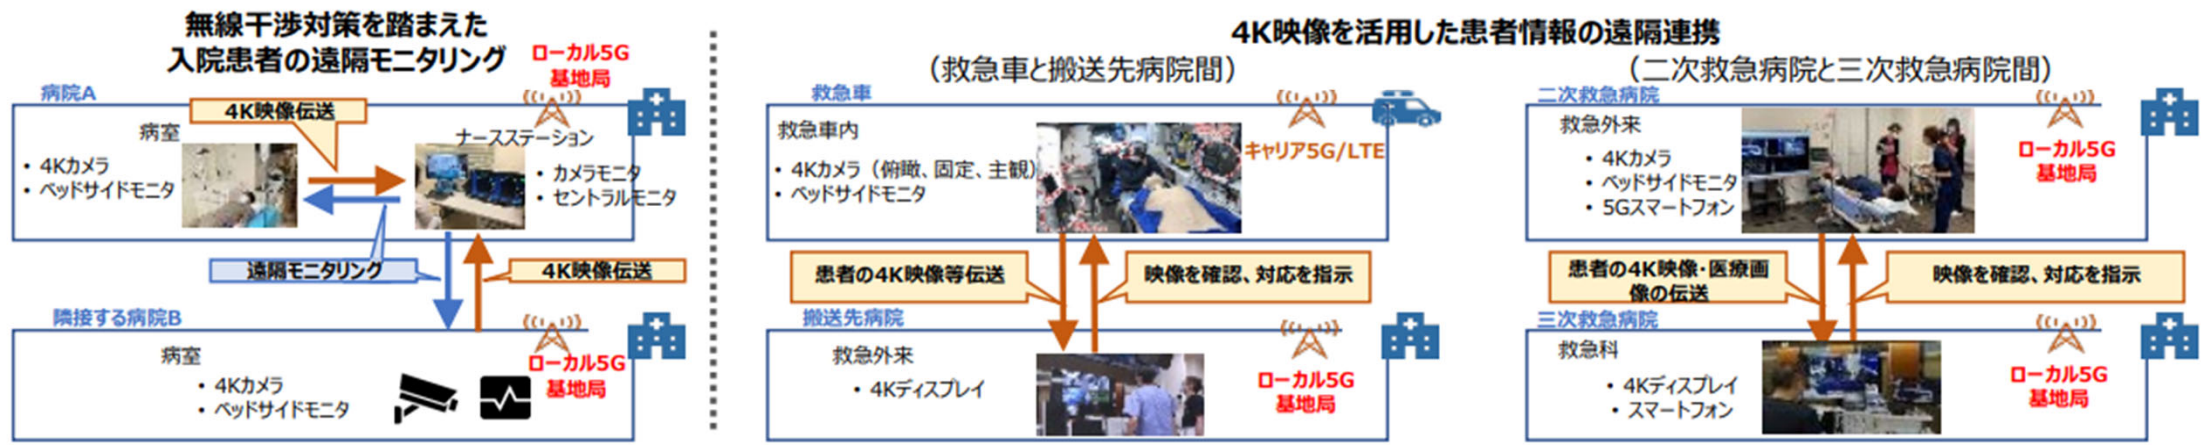 無線干渉対策を踏まえた
入院患者の遠隔モニタリング
ローカル5G
基地局
病院A
4K映像伝送
病室
・4Kカメラ
・ベッドサイドモニタ
ナースステーション
・カメラモニタ
・セントラルモニタ
遠隔モニタリング
4K映像伝送
隣接する病院B
病室
・4Kカメラ
・ベッドサイドモニタ
ローカル5G
基地局
4K映像を活用した患者情報の遠隔連携
（救急車と搬送先病院間）
救急車
救急車内
・4Kカメラ（俯瞰、固定、主観）
・ベッドサイドモニタ
キャリア5G/LTE
患者の4K映像等伝送
映像を確認、対応を指示
搬送先病院
救急外来
・4Kディスプレイ
ローカル5G
基地局
（二次救急病院と三次救急病院間）
二次救急病院
救急外来
・4Kカメラ
・ベッドサイドモニタ
・5Gスマートフォン
ローカル5G
基地局
患者の4K映像・医療画
像の伝送
映像を確認、対応を指示
三次救急病院
救急科
・4Kディスプレイ
・スマートフォン
ローカル5G
基地局